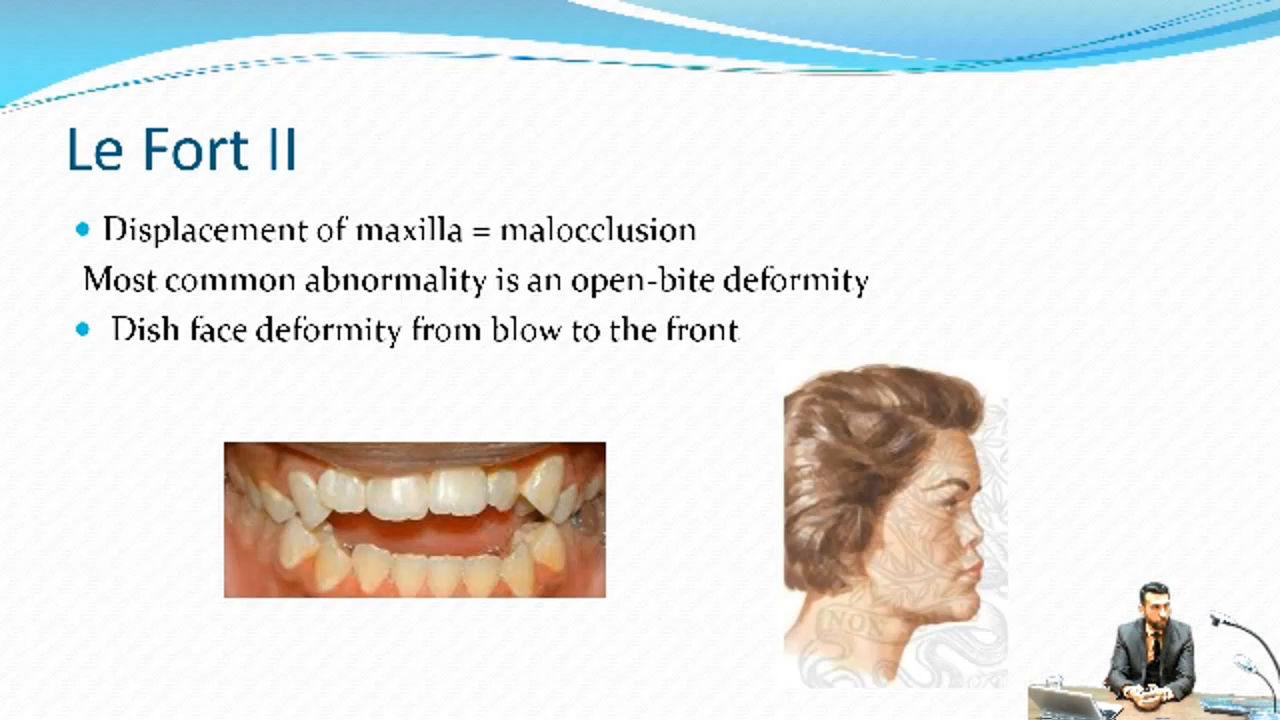 Le Fort II
Displacement of maxilla = malocclusion
Most common abnormality is an open-bite deformity
Dish face deformity from blow to the front
NON